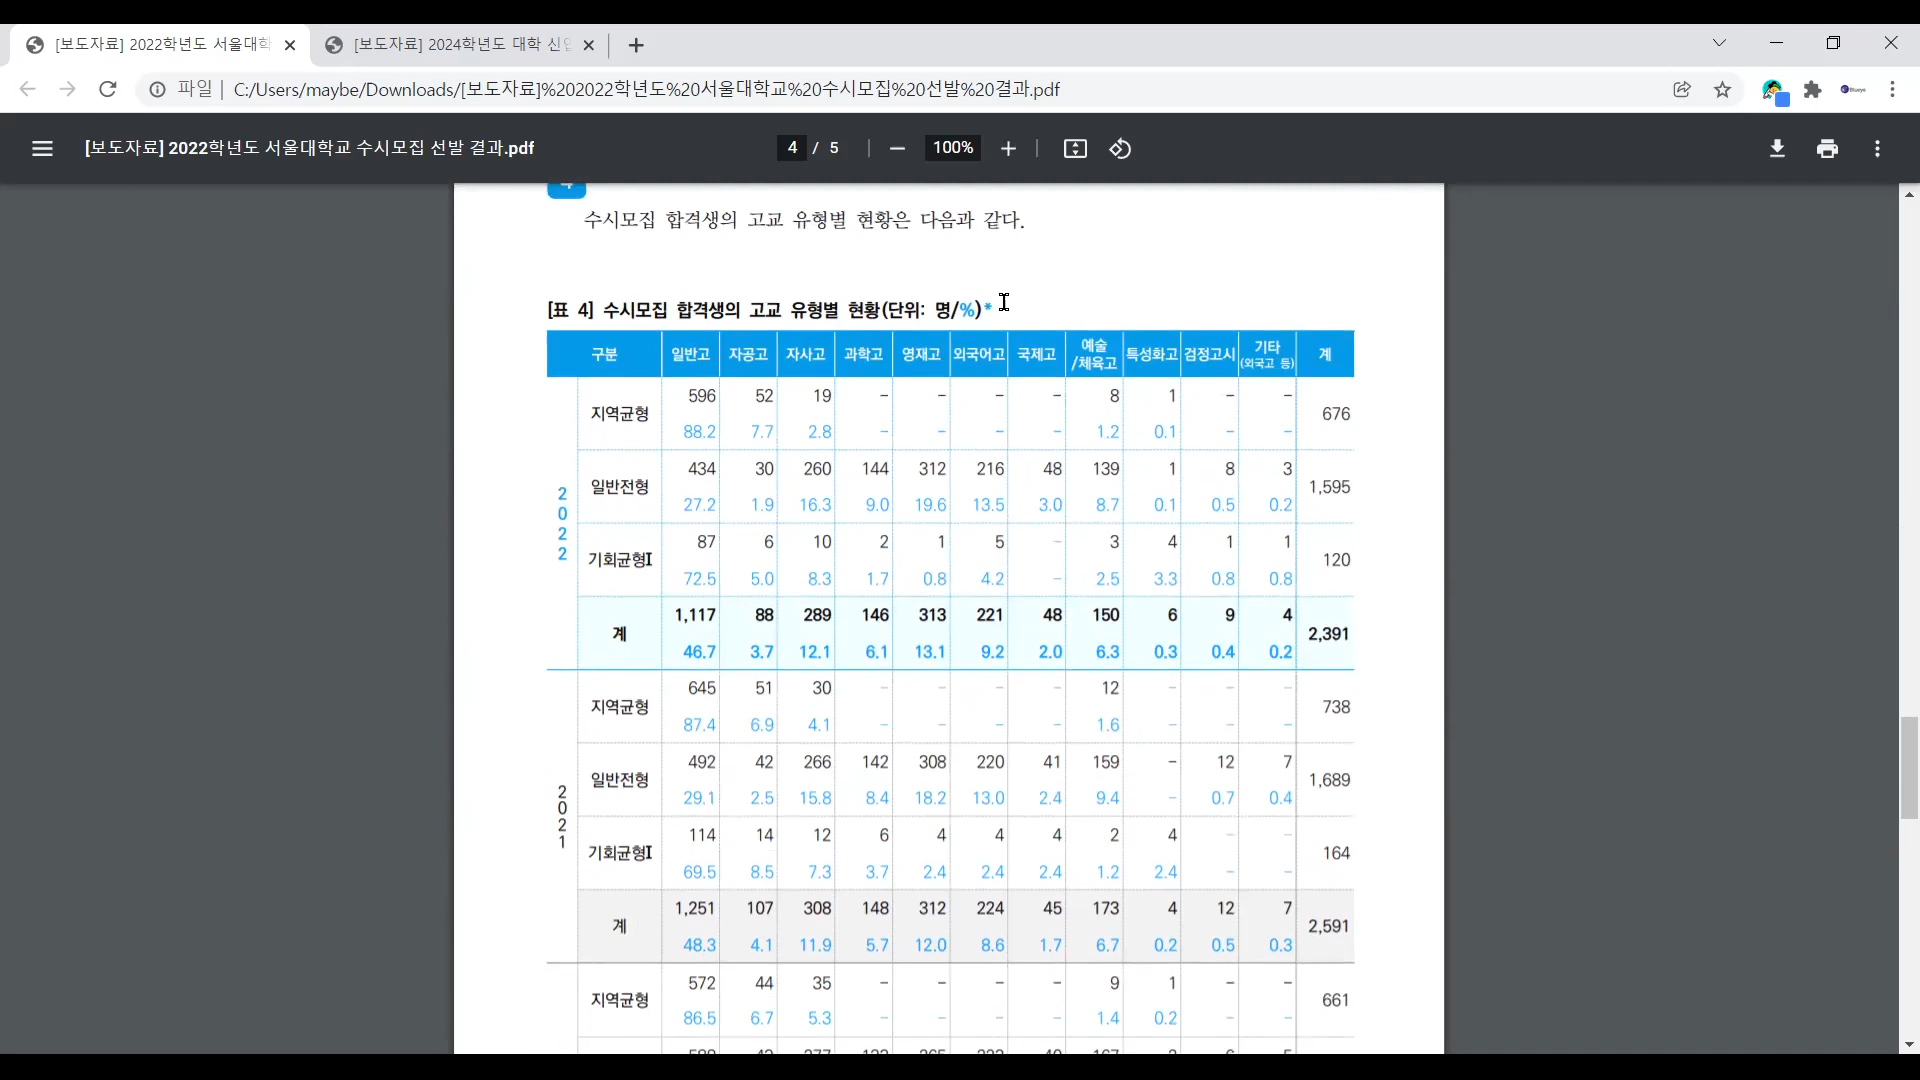 [보도자료] 2022학년도 서울대학
[보도자료] 2024학년도 대학 신입
파일 | C:/Users/maybe/Downloads/[보도자료]%202022학년도%20서울대학교%20수시모집%20선발%20결과.pdf
[보도자료] 2022학년도 서울대학교 수시모집 선발 결과.pdf
4 / 5
100%
수시모집 합격생의 고교 유형별 현황은 다음과 같다.
[표 4] 수시모집 합격생의 고교 유형별 현황(단위: 명/%)*
구분 일반고 자공고 자사고 과학고 영재고 외국어고 국제고 예술/체육고 특성화고 검정고시 기타(외국고 등) 계
2022
지역균형 596 52 19 - - - - 8 1 - - 676
88.2 7.7 2.8 - - - - 1.2 0.1 - -
일반전형 434 30 260 144 312 216 48 139 1 8 3 1,595
27.2 1.9 16.3 9.0 19.6 13.5 3.0 8.7 0.1 0.5 0.2
기회균형Ⅰ 87 6 10 2 1 5 - 3 4 1 1 120
72.5 5.0 8.3 1.7 0.8 4.2 - 2.5 3.3 0.8 0.8
계 1,117 88 289 146 313 221 48 150 6 9 4 2,391
46.7 3.7 12.1 6.1 13.1 9.2 2.0 6.3 0.3 0.4 0.2
2021
지역균형 645 51 30 - - - - 12 - - - 738
87.4 6.9 4.1 - - - - 1.6 - - -
일반전형 492 42 266 142 308 220 41 159 - 12 7 1,689
29.1 2.5 15.8 8.4 18.2 13.0 2.4 9.4 - 0.7 0.4
기회균형Ⅰ 114 14 12 6 4 4 4 2 4 - - 164
69.5 8.5 7.3 3.7 2.4 2.4 2.4 1.2 2.4 - -
계 1,251 107 308 148 312 224 45 173 4 12 7 2,591
48.3 4.1 11.9 5.7 12.0 8.6 1.7 6.7 0.2 0.5 0.3
지역균형 572 44 35 - - - - 9 1 - - 661
86.5 6.7 5.3 - - - - 1.4 0.2 - -